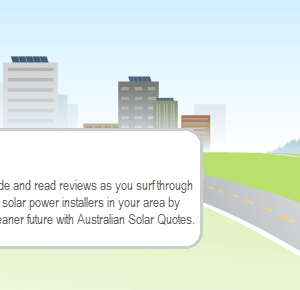 de and read reviews as you surf through
solar power installers in your area by
eaner future with Australian Solar Quotes.